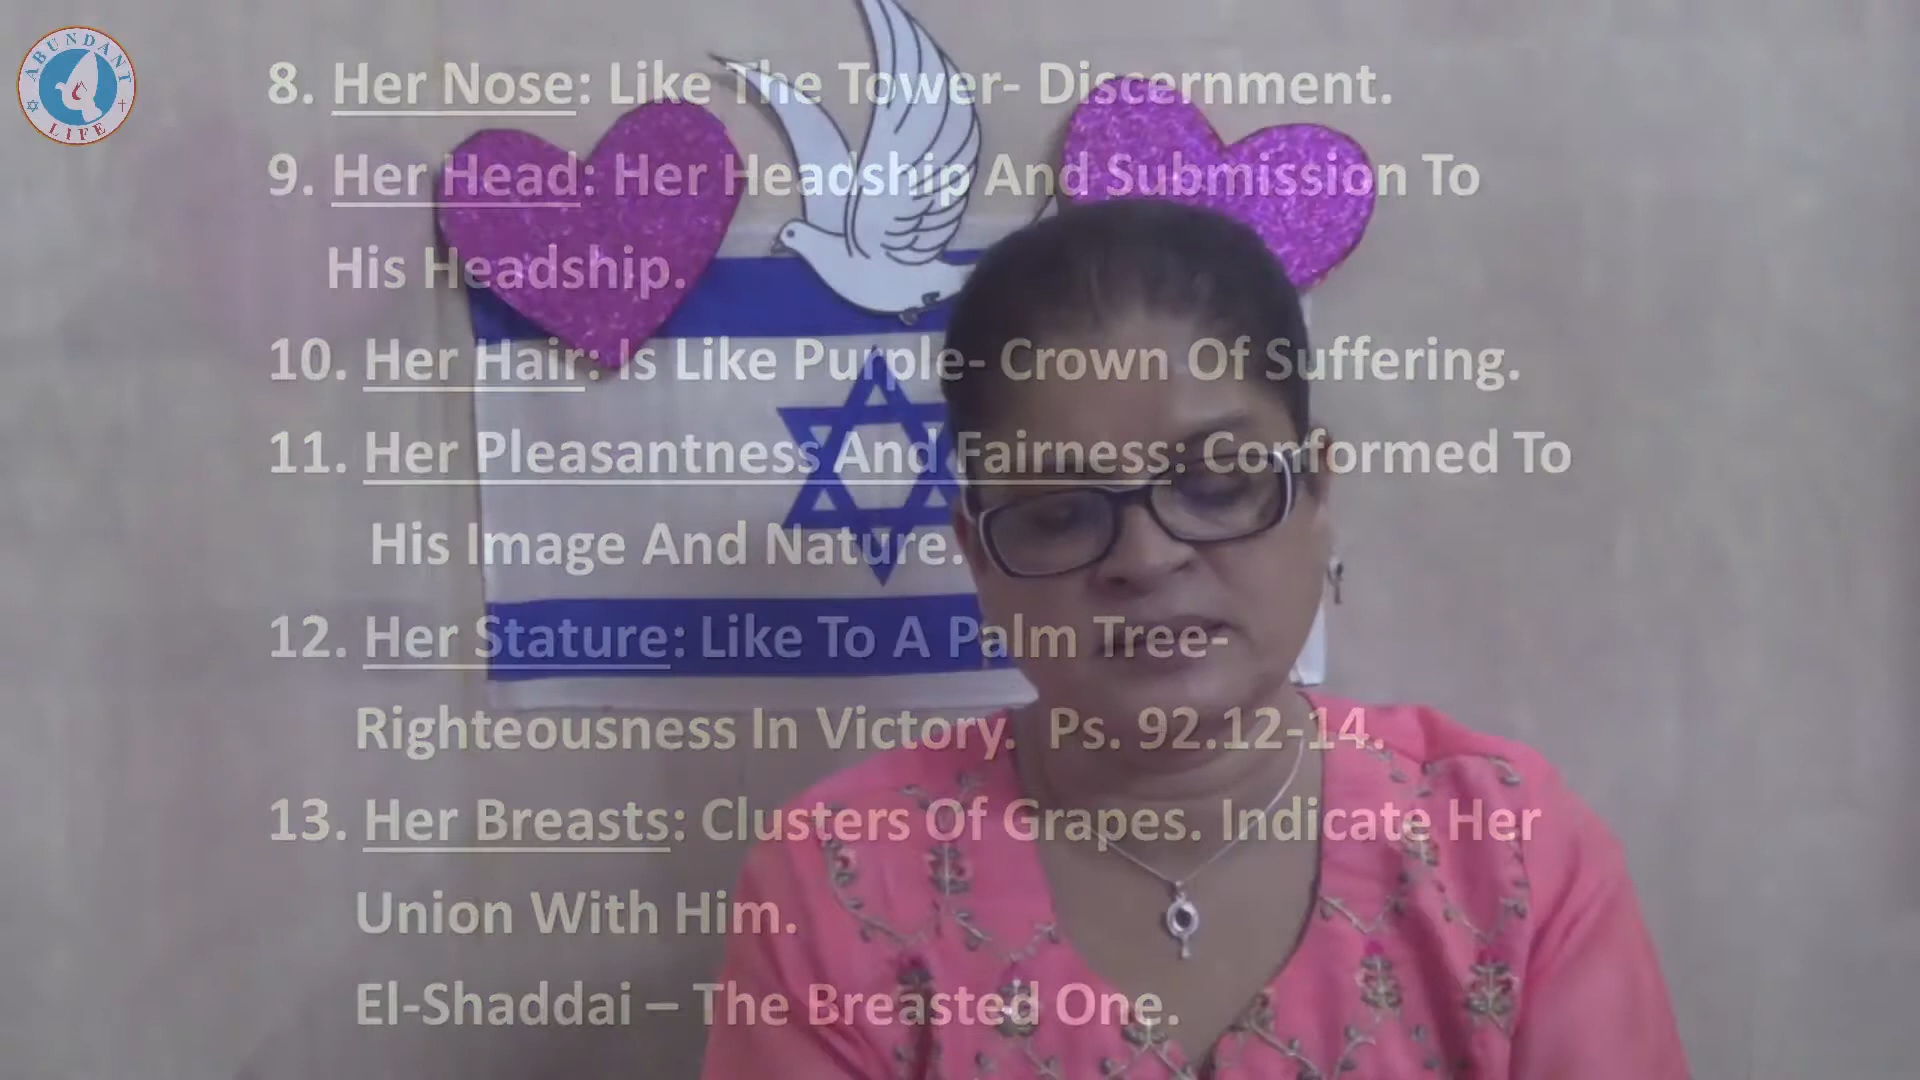 ABUNDANT
LIFE
8. Her Nose: Like The Tower- Discernment.
9. Her Head: Her Headship And Submission To
His Headship.
10. Her Hair: Is Like Purple- Crown Of Suffering.
11. Her Pleasantness And Fairness: Conformed To
His Image And Nature.
12. Her Stature: Like To A Palm Tree-
Righteousness In Victory. Ps. 92.12-14.
13. Her Breasts: Clusters Of Grapes. Indicate Her
Union With Him.
El-Shaddai – The Breasted One.